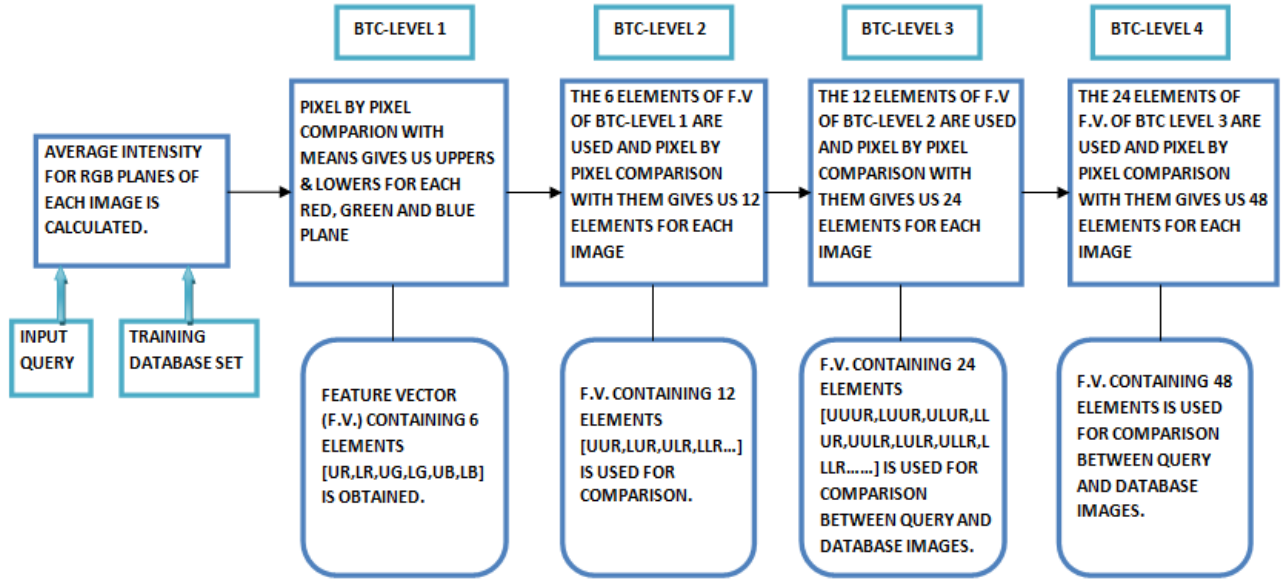 BTC-LEVEL 1
BTC-LEVEL 2
BTC-LEVEL 3
BTC-LEVEL 4
AVERAGE INTENSITY
FOR RGB PLANES OF
EACH IMAGE IS
CALCULATED.
PIXEL BY PIXEL
COMPARION WITH
MEANS GIVES US UPPERS
& LOWERS FOR EACH
RED, GREEN AND BLUE
PLANE
THE 6 ELEMENTS OF F.V
OF BTC-LEVEL 1 ARE
USED AND PIXEL BY
PIXEL COMPARISON
WITH THEM GIVES US 12
ELEMENTS FOR EACH
IMAGE
THE 12 ELEMENTS OF F.V
OF BTC-LEVEL 2 ARE USED
AND PIXEL BY PIXEL
COMPARISON WITH
THEM GIVES US 24
ELEMENTS FOR EACH
IMAGE
THE 24 ELEMENTS OF
F.V. OF BTC LEVEL 3 ARE
USED AND PIXEL BY
PIXEL COMPARISON
WITH THEM GIVES US 48
ELEMENTS FOR EACH
IMAGE
INPUT
QUERY
TRAINING
DATABASE SET
FEATURE VECTOR
(F.V.) CONTAINING 6
ELEMENTS
[UR,LR,UG,LG,UB,LB]
IS OBTAINED.
F.V. CONTAINING 12
ELEMENTS
[UUR,LUR,ULR,LLR...]
IS USED FOR
COMPARISON.
F.V. CONTAINING 24
ELEMENTS
[UUUR,LUUR,ULUR,LL
UR,UULR,LULR,ULLR,L
LLR......] IS USED FOR
COMPARISON
BETWEEN QUERY AND
DATABASE IMAGES.
F.V. CONTAINING 48
ELEMENTS IS USED
FOR COMPARISON
BETWEEN QUERY
AND DATABASE
IMAGES.